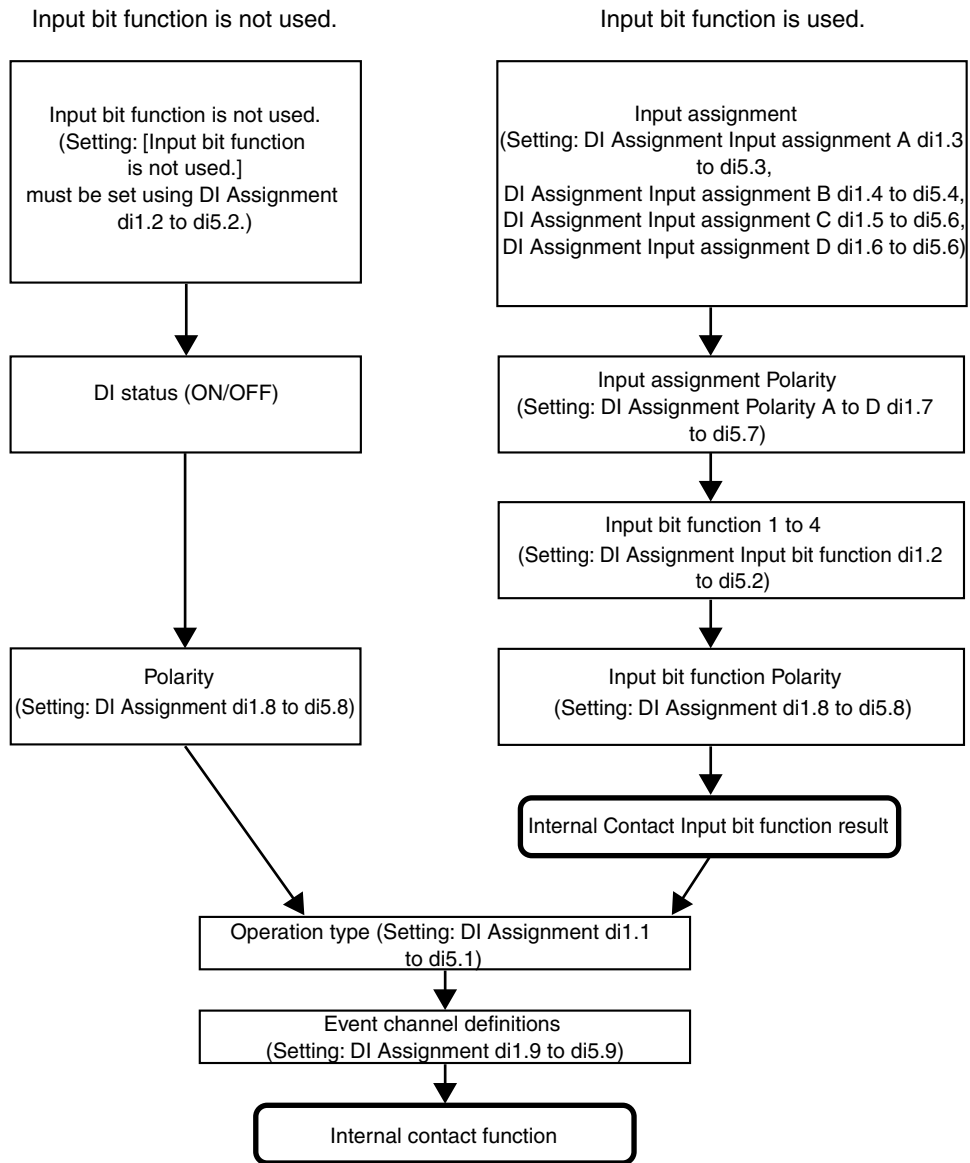 Input bit function is not used.
Input bit function is not used.
(Setting: [Input bit function
is not used.]
must be set using DI Assignment
di1.2 to di5.2.)
DI status (ON/OFF)
Polarity
(Setting: DI Assignment di1.8 to di5.8)
Input bit function is used.
Input assignment
(Setting: DI Assignment Input assignment A di1.3
to di5.3,
DI Assignment Input assignment B di1.4 to di5.4,
DI Assignment Input assignment C di1.5 to di5.6,
DI Assignment Input assignment D di1.6 to di5.6)
Input assignment Polarity
(Setting: DI Assignment Polarity A to D di1.7
to di5.7)
Input bit function 1 to 4
(Setting: DI Assignment Input bit function di1.2
to di5.2)
Input bit function Polarity
(Setting: DI Assignment di1.8 to di5.8)
Internal Contact Input bit function result
Operation type (Setting: DI Assignment di1.1
to di5.1)
Event channel definitions
(Setting: DI Assignment di1.9 to di5.9)
Internal contact function